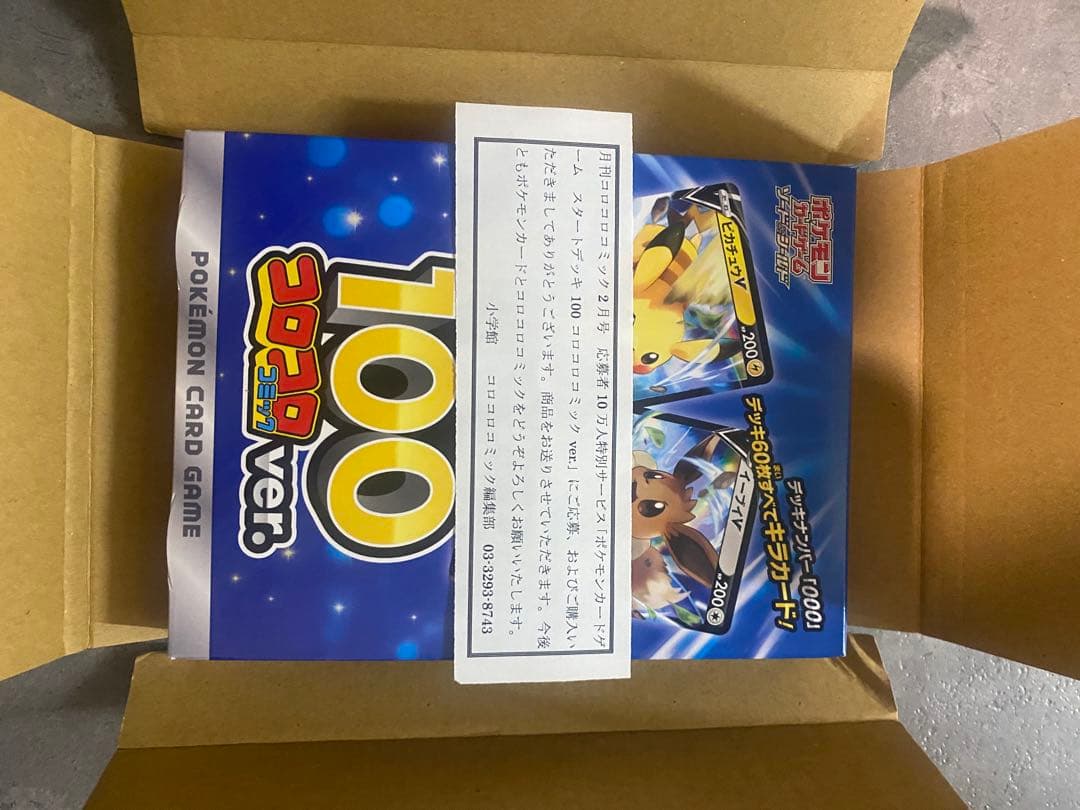 ポケモン
カードゲーム
ソード&シールド
ピカチュウV
HP 200
イーブイV
HP 200
デッキナンバー「000」
デッキ60枚すべてキラカード!
まい
月刊コロコロコミック2月号 応募者10万人特別サービス「ポケモンカードゲ
ーム スタートデッキ100 コロコロコミック ver.」にご応募、およびご購入い
ただきましてありがとうございます。商品をお送りさせていただきます。今後
ともポケモンカードとコロコロコミックをどうぞよろしくお願いいたします。
小学館 コロコロコミック編集部 03-3293-8743
100
コロコロ
コミック
ver.
POKÉMON CARD GAME